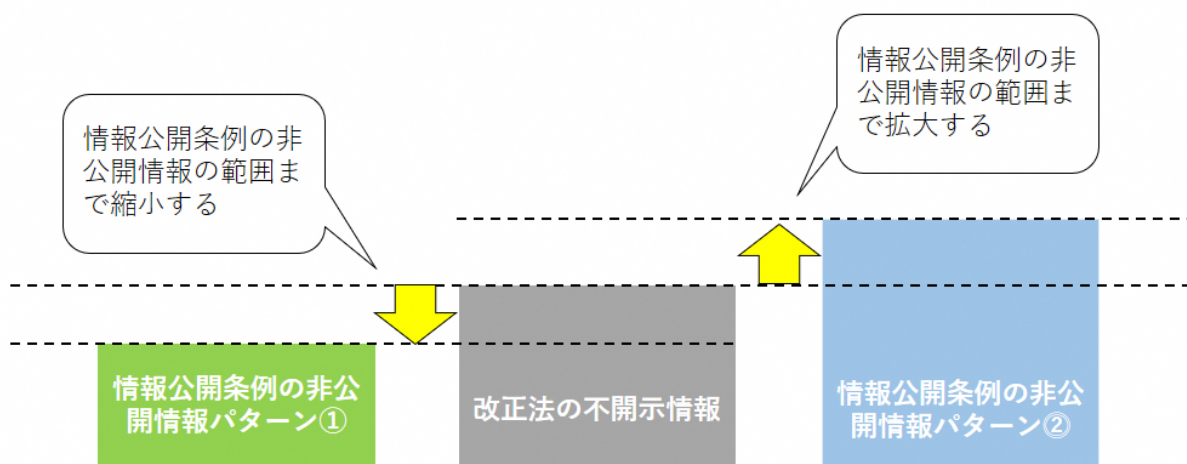 情報公開条例の非
公開情報の範囲ま
で拡大する
情報公開条例の非
公開情報の範囲ま
で縮小する
情報公開条例の非公
開情報パターン①
改正法の不開示情報
情報公開条例の非公
開情報パターン②